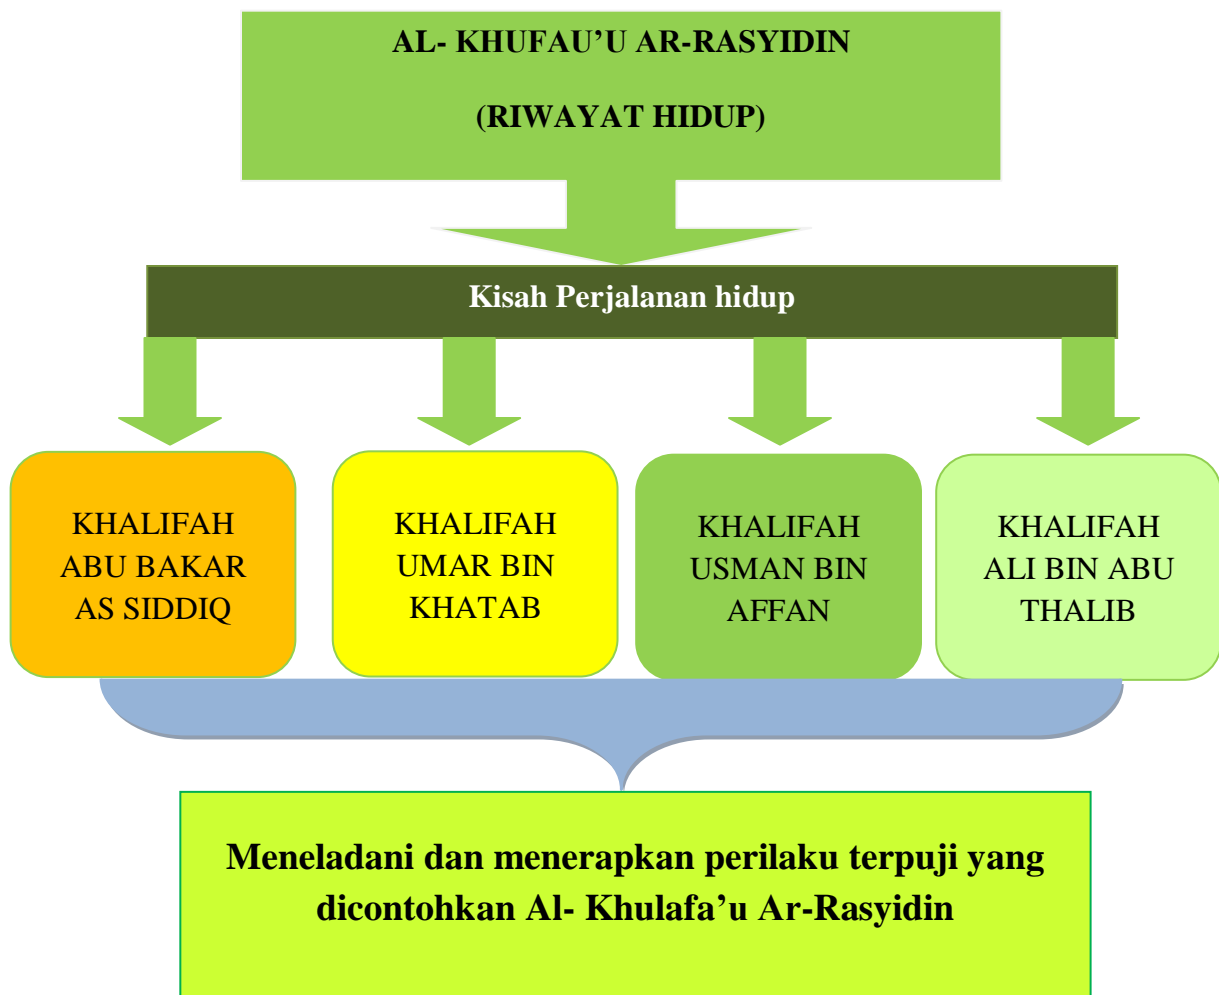 AL- KHUFAU’U AR-RASYIDIN
(RIWAYAT HIDUP)
Kisah Perjalanan hidup
KHALIFAH
ABU BAKAR
AS SIDDIQ
KHALIFAH
UMAR BIN
KHATAB
KHALIFAH
USMAN BIN
AFFAN
KHALIFAH
ALI BIN ABU
THALIB
Meneladani dan menerapkan perilaku terpuji yang
dicontohkan Al- Khulafa’u Ar-Rasyidin